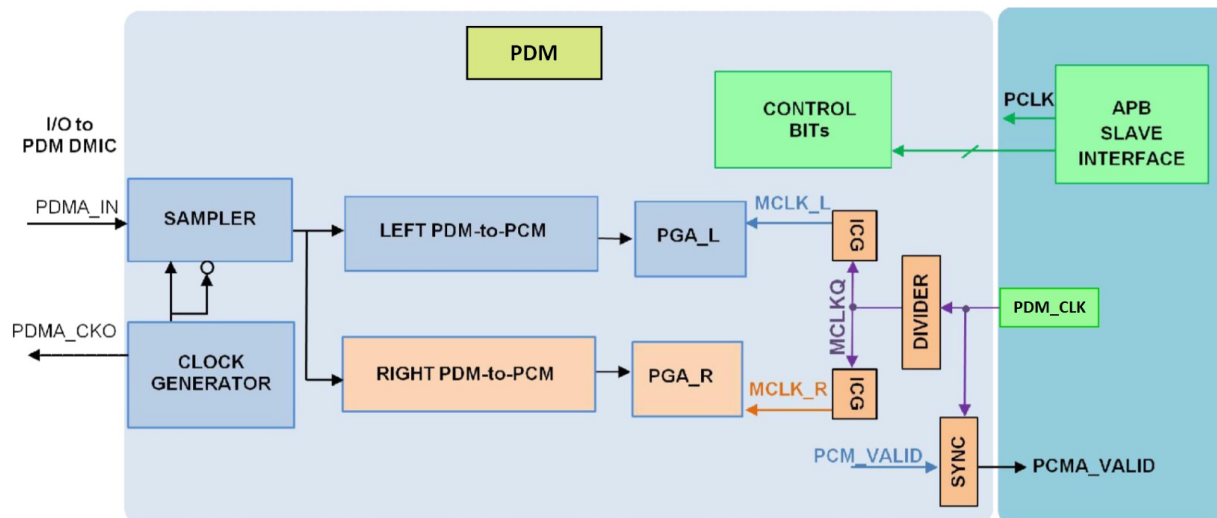 PDM
I/O to
PDM DMIC
CONTROL
BITs
PCLK
APB
SLAVE
INTERFACE
PDMA_IN
SAMPLER
LEFT PDM-to-PCM
PGA_L
MCLK_L
ICG
MCLKQ
DIVIDER
PDM_CLK
PDMA_CKO
CLOCK
GENERATOR
RIGHT PDM-to-PCM
PGA_R
MCLK_R
ICG
PCM_VALID
SYNC
PCMA_VALID